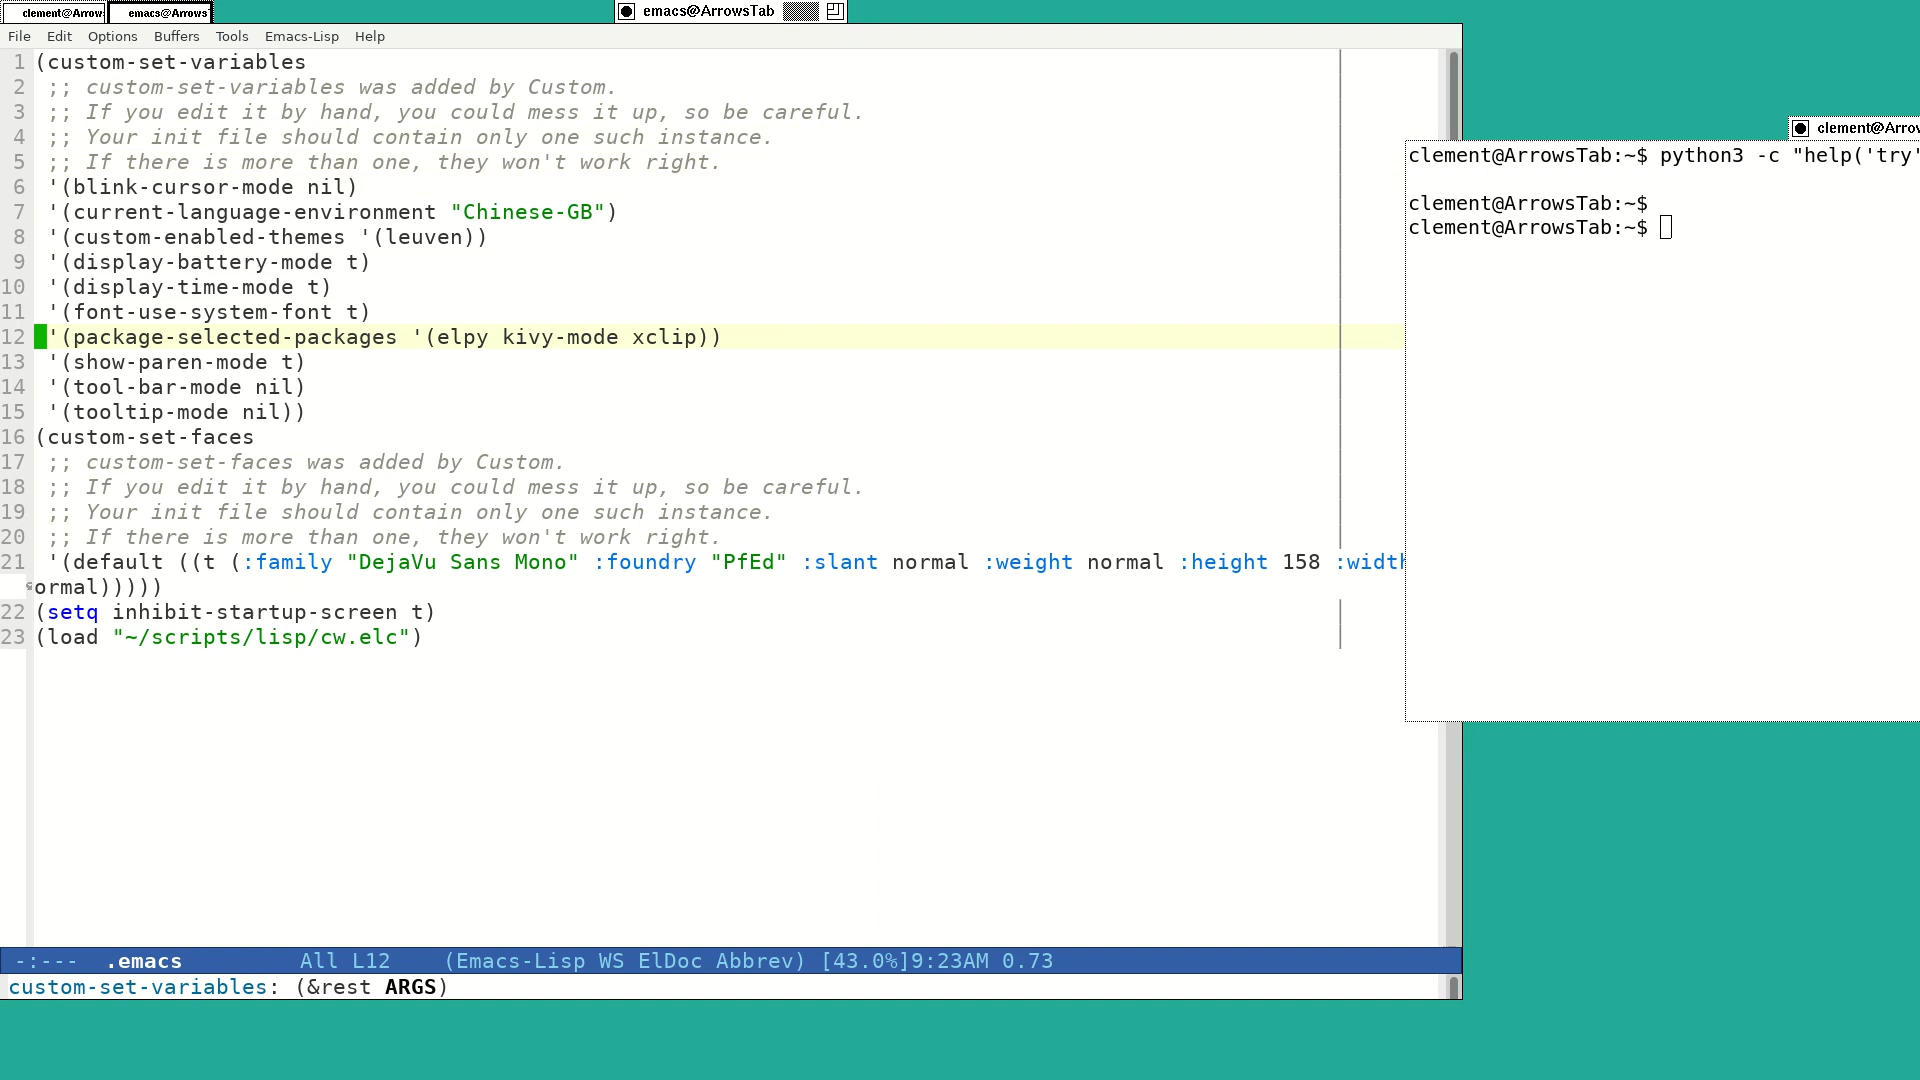 clement@Arrow
emacs@Arrows
emacs@ArrowsTab
File Edit Options Buffers Tools Emacs-Lisp Help
1 (custom-set-variables
2 ;; custom-set-variables was added by Custom.
3 ;; If you edit it by hand, you could mess it up, so be careful.
4 ;; Your init file should contain only one such instance.
5 ;; If there is more than one, they won't work right.
6 '(blink-cursor-mode nil)
7 '(current-language-environment "Chinese-GB")
8 '(custom-enabled-themes '(leuven))
9 '(display-battery-mode t)
10 '(display-time-mode t)
11 '(font-use-system-font t)
12 '(package-selected-packages '(elpy kivy-mode xclip))
13 '(show-paren-mode t)
14 '(tool-bar-mode nil)
15 '(tooltip-mode nil))
16 (custom-set-faces
17 ;; custom-set-faces was added by Custom.
18 ;; If you edit it by hand, you could mess it up, so be careful.
19 ;; Your init file should contain only one such instance.
20 ;; If there is more than one, they won't work right.
21 '(default ((t (:family "DejaVu Sans Mono" :foundry "PfEd" :slant normal :weight normal :height 158 :width
ormal)))))
22 (setq inhibit-startup-screen t)
23 (load "~/scripts/lisp/cw.elc")
-:--- .emacs All L12 (Emacs-Lisp WS ElDoc Abbrev) [43.0%]9:23AM 0.73
custom-set-variables: (&rest ARGS)
clement@Arrow
clement@ArrowsTab:~$ python3 -c "help('try'
clement@ArrowsTab:~$
clement@ArrowsTab:~$